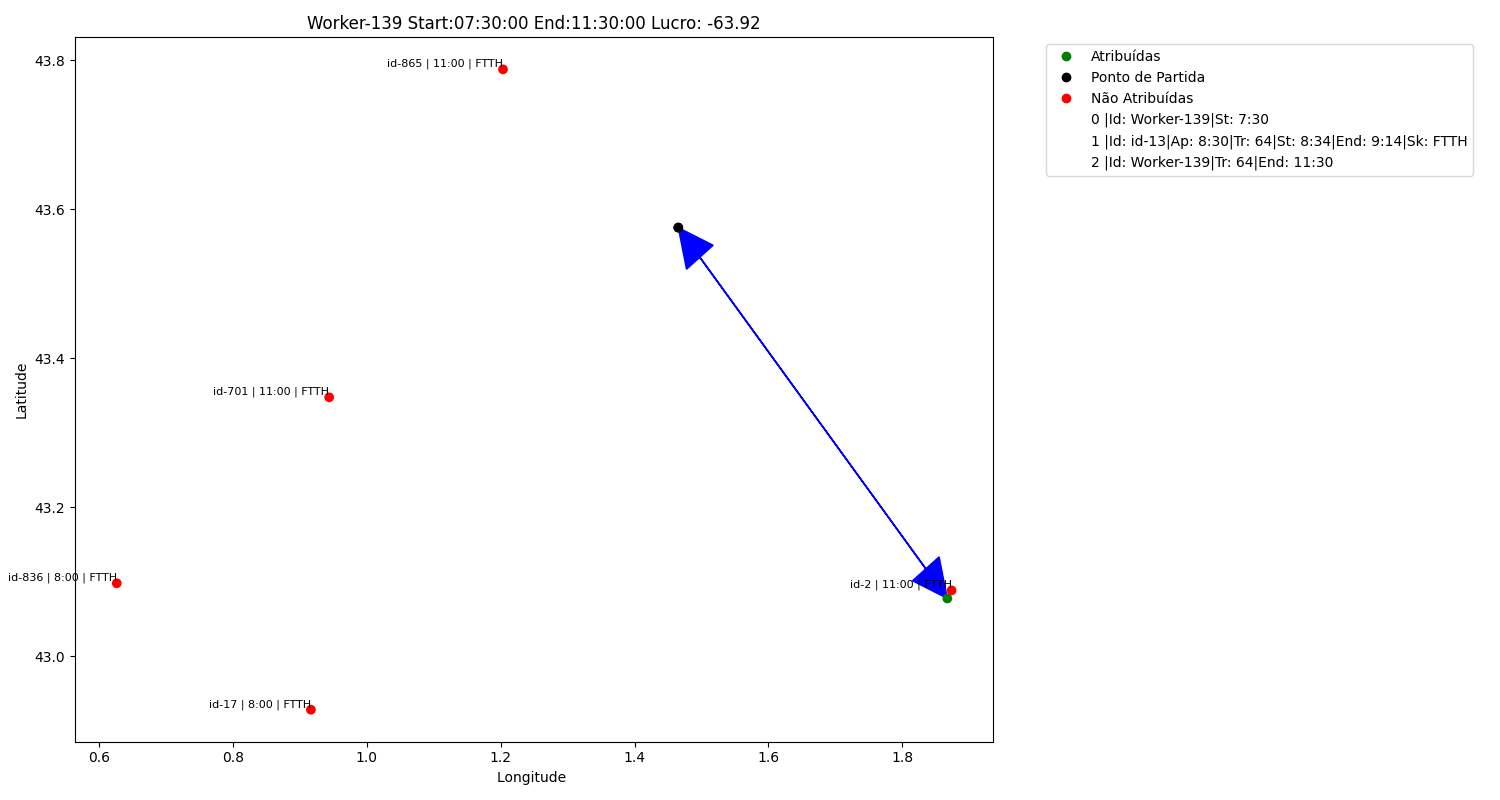 Worker-139 Start:07:30:00 End:11:30:00 Lucro: -63.92
Atribuídas
Ponto de Partida
Não Atribuídas
0 |Id: Worker-139|St: 7:30
1 |Id: id-13|Ap: 8:30|Tr: 64|St: 8:34|End: 9:14|Sk: FTTH
2 |Id: Worker-139|Tr: 64|End: 11:30
id-865 | 11:00 | FTTH
id-701 | 11:00 | FTTH
id-836 | 8:00 | FTTH
id-2 | 11:00 | FTTH
id-17 | 8:00 | FTTH
43.8
43.6
43.4
43.2
43.0
Latitude
0.6 0.8 1.0 1.2 1.4 1.6 1.8
Longitude